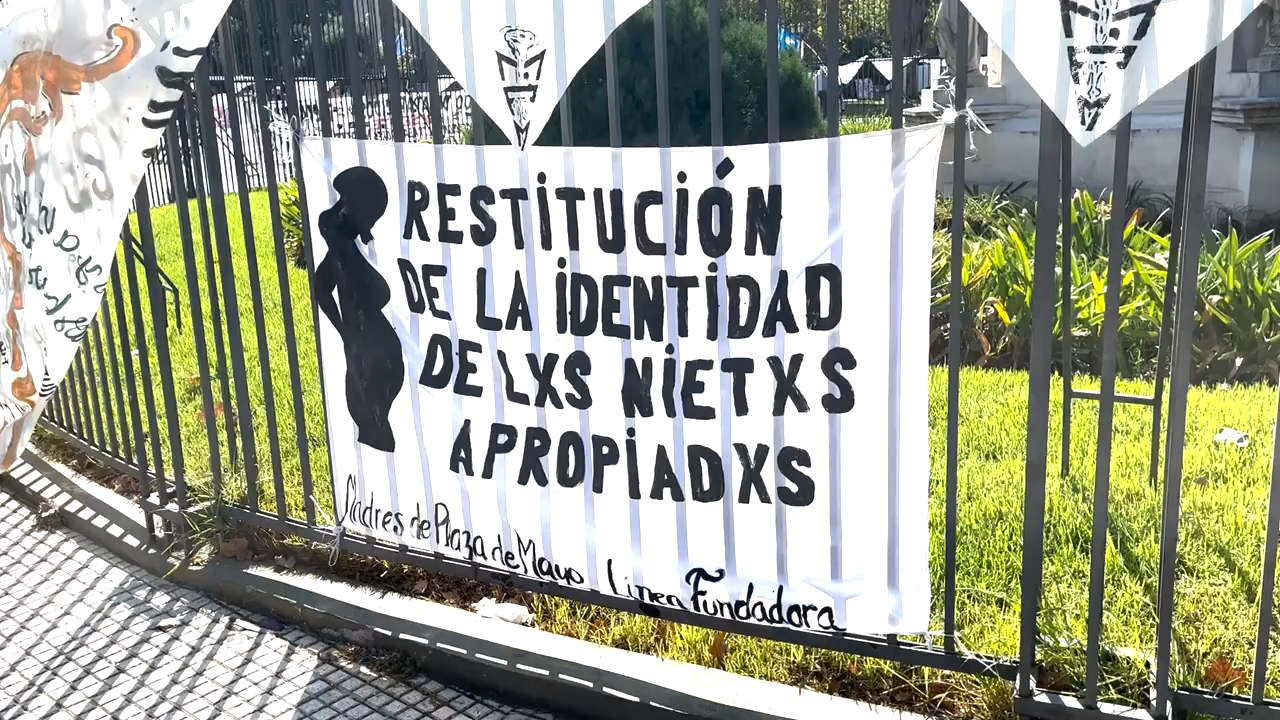 RESTITUCIÓN
DE LA IDENTIDAD
DE LXS NIETXS
APROPIADXS
Madres de Plaza de Mayo Línea Fundadora